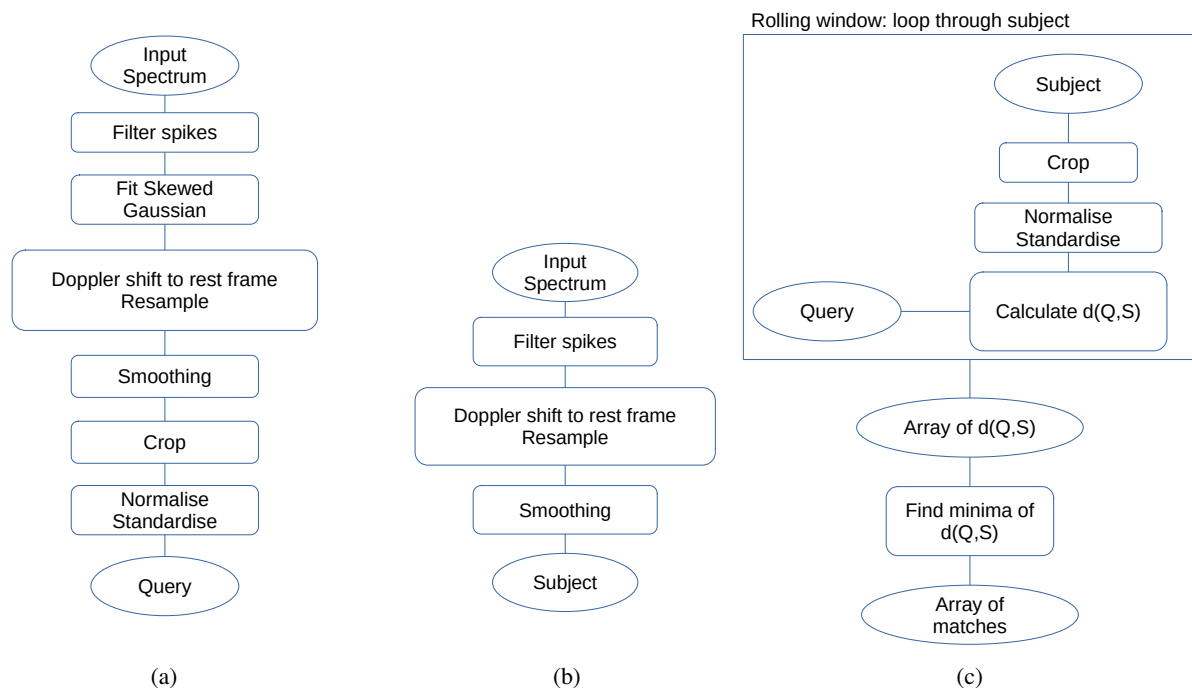 Input
Spectrum
Filter spikes
Fit Skewed
Gaussian
Doppler shift to rest frame
Resample
Smoothing
Crop
Normalise
Standardise
Query
(a)
Input
Spectrum
Filter spikes
Doppler shift to rest frame
Resample
Smoothing
Subject
(b)
Rolling window: loop through subject
Subject
Crop
Normalise
Standardise
Query
Calculate d(Q,S)
Array of d(Q,S)
Find minima of
d(Q,S)
Array of
matches
(c)